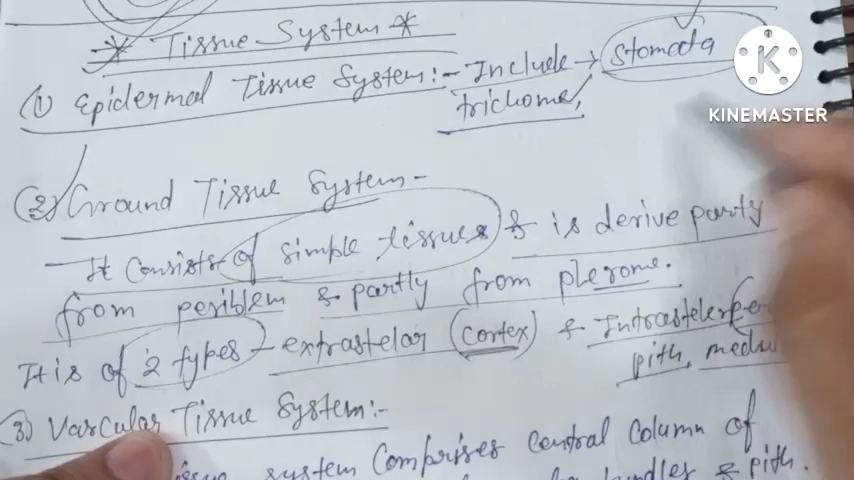 * Tissue System *
(1) Epidermal Tissue System:- Include → Stomata
trichome,
KINEMASTER
(2) Ground Tissue System -
- It Consists of simple tissues & is derive party
from periblem & partly from plerome.
It is of 2 types - extrastelar (cortex) & Intrastelar
pith,
(3) Vascular Tissue System:-
system Comprises central column of
bundles & pith.